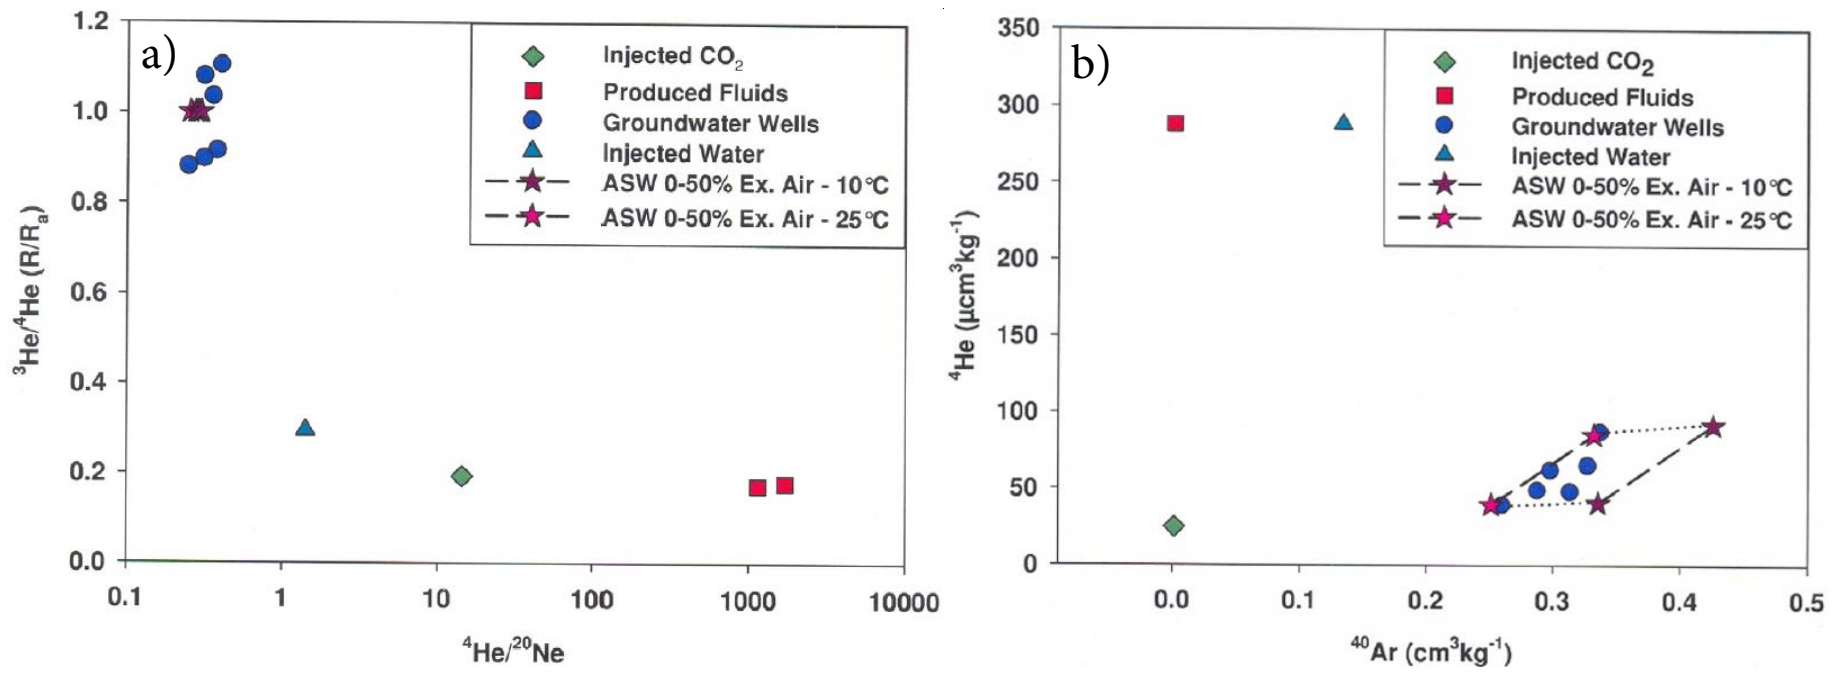 a)
1.2
1.0
0.8
0.6
0.4
0.2
0.0
³He/⁴He (R/Rₐ)
Injected CO₂
Produced Fluids
Groundwater Wells
Injected Water
ASW 0-50% Ex. Air - 10°C
ASW 0-50% Ex. Air - 25°C
0.1 1 10 100 1000 10000
⁴He/²⁰Ne
b)
350
300
250
200
150
100
50
0
⁴He (μcm³kg⁻¹)
Injected CO₂
Produced Fluids
Groundwater Wells
Injected Water
ASW 0-50% Ex. Air - 10°C
ASW 0-50% Ex. Air - 25°C
0.0 0.1 0.2 0.3 0.4 0.5
⁴⁰Ar (cm³kg⁻¹)